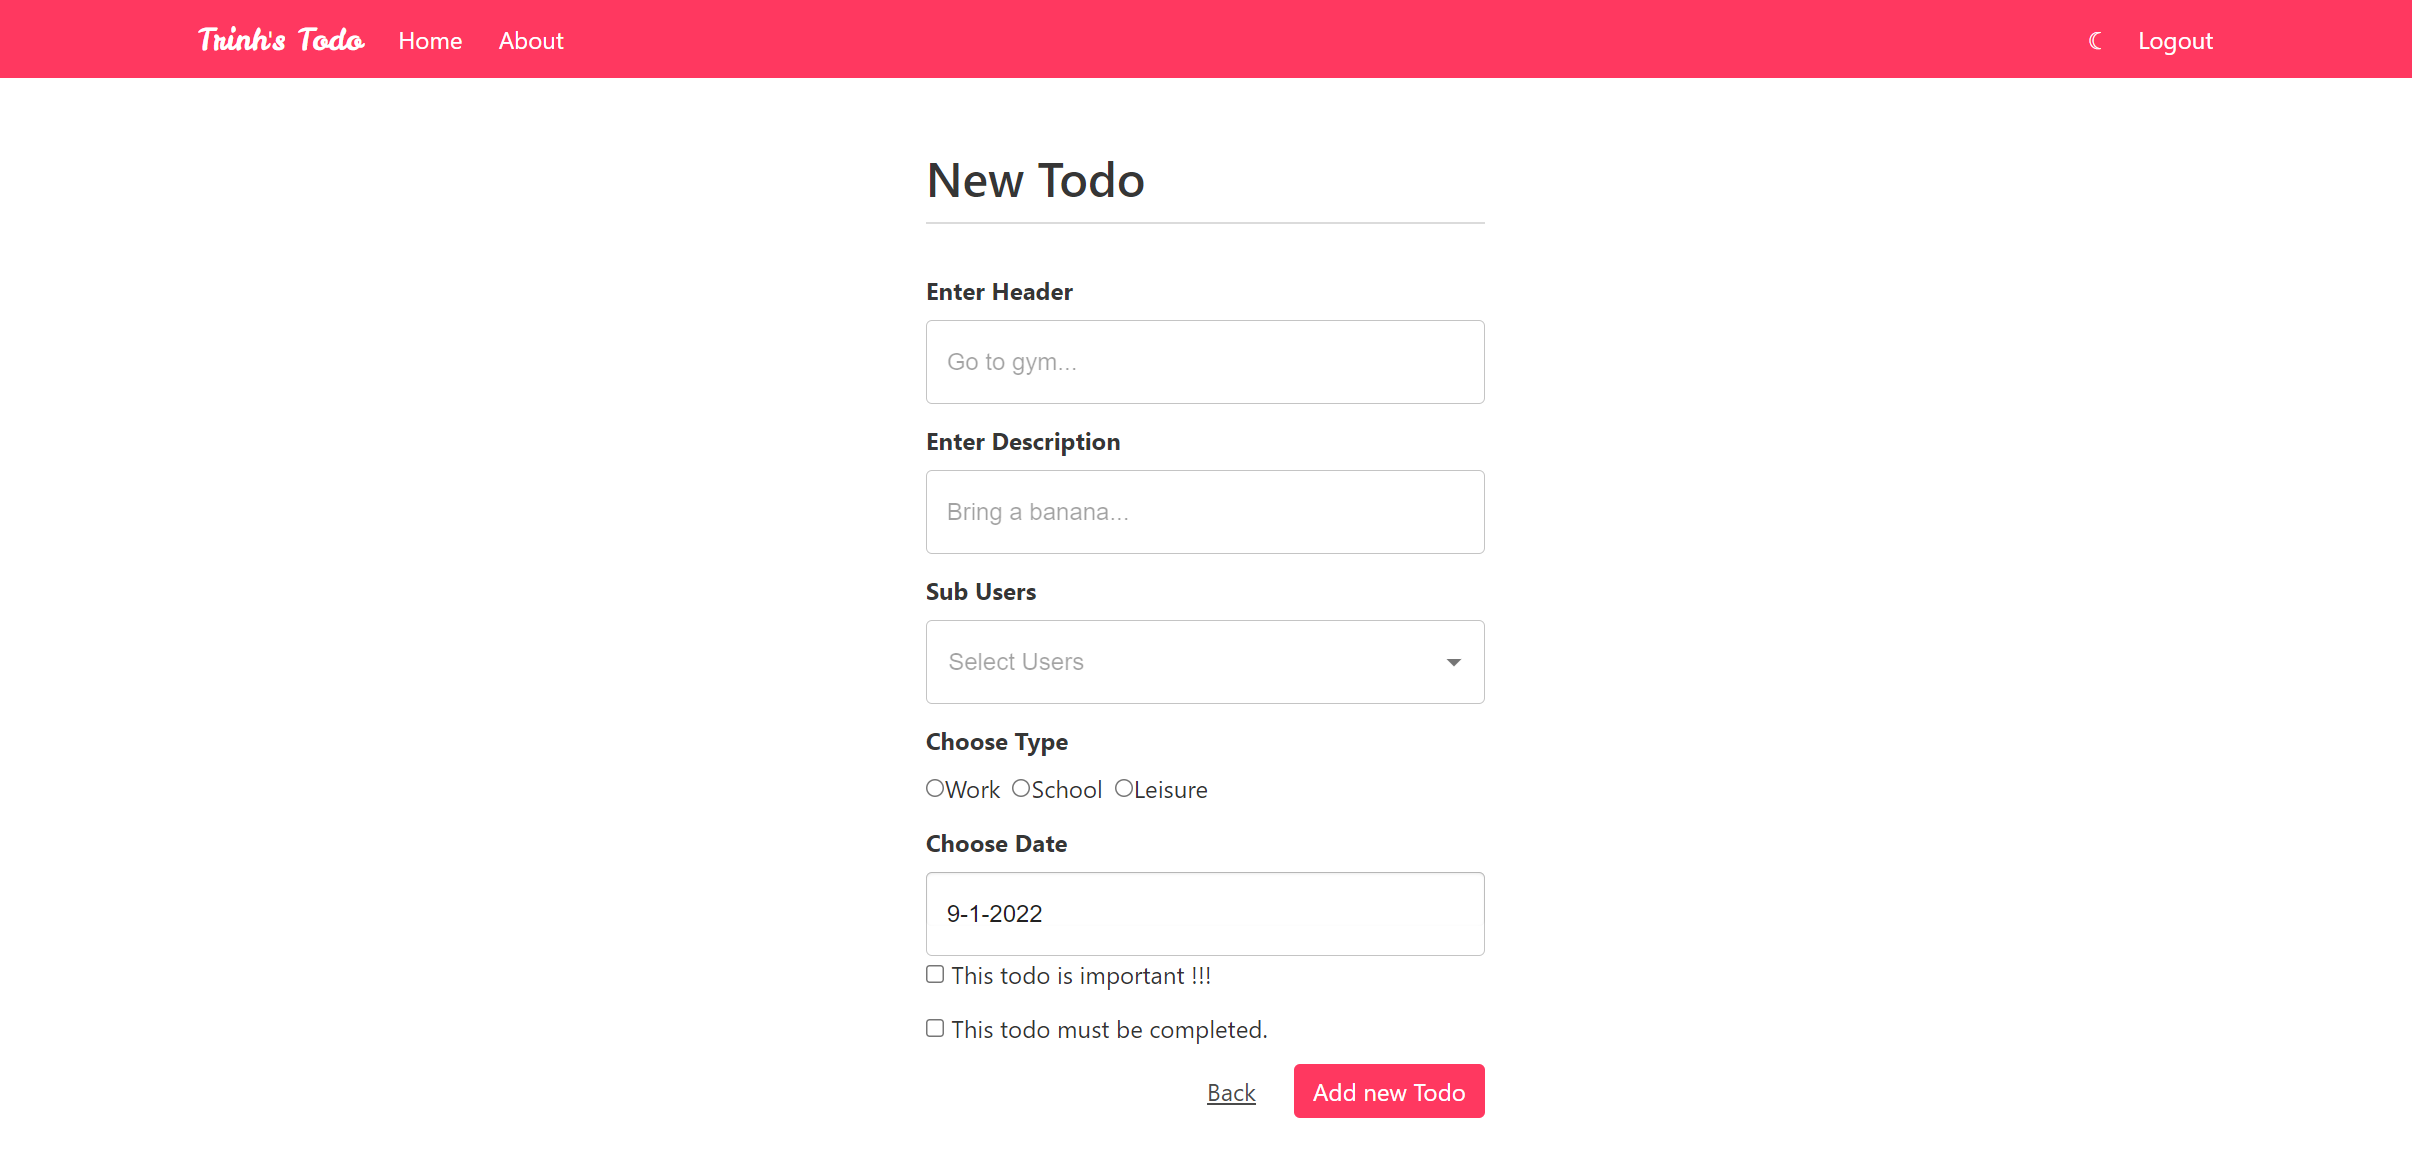 Trinh's Todo Home About Logout
New Todo
Enter Header
Go to gym...
Enter Description
Bring a banana...
Sub Users
Select Users
Choose Type
Work School Leisure
Choose Date
9-1-2022
This todo is important !!!
This todo must be completed.
Back Add new Todo